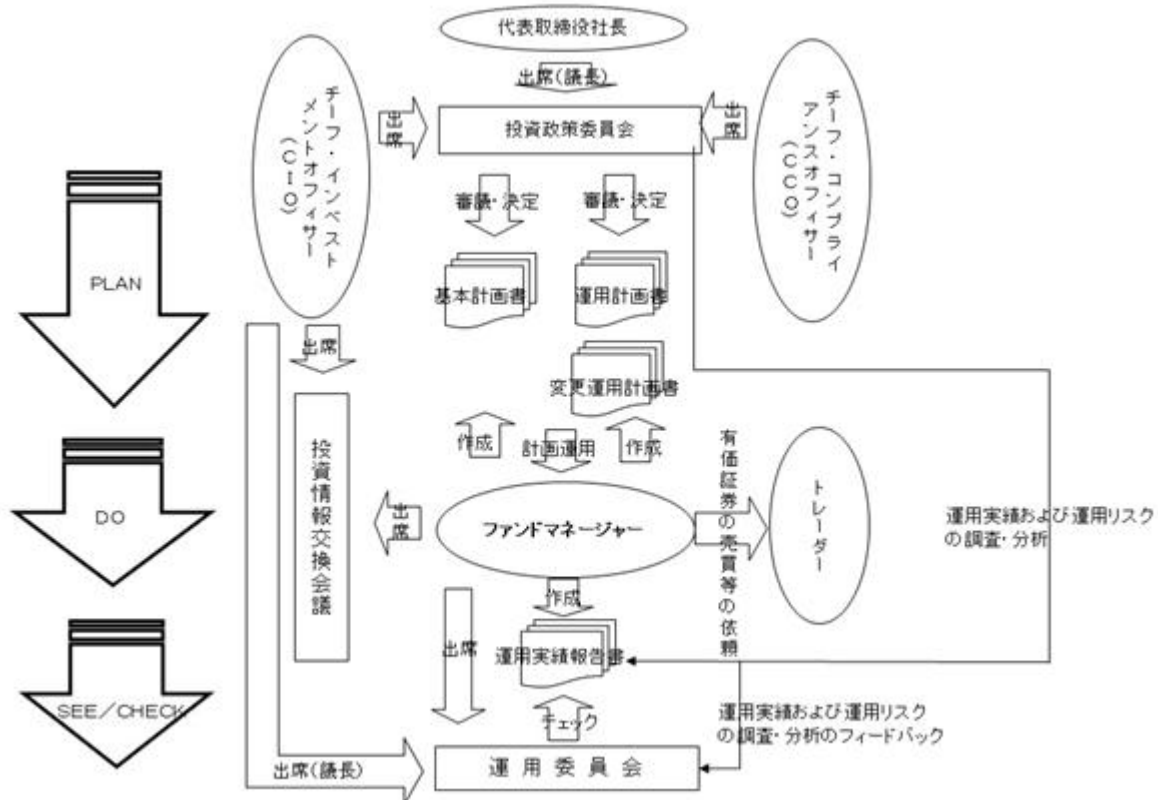 代表取締役社長
出席(議長)
チーフ・インベスト
メントオフィサー
(CIO)
出席
投資政策委員会
出席
チーフ・コンプライ
アンスオフィサー
(CCO)
審議・決定
審議・決定
PLAN
基本計画書
運用計画書
出席
変更運用計画書
作成
計画運用
作成
DO
投資情報交換会議
出席
ファンドマネージャー
有価証券の売買等の依頼
トレーダー
運用実績および運用リスク
の調査・分析
作成
出席
運用実績報告書
SEE/CHECK
チェック
運用実績および運用リスク
の調査・分析のフィードバック
出席(議長)
運用委員会